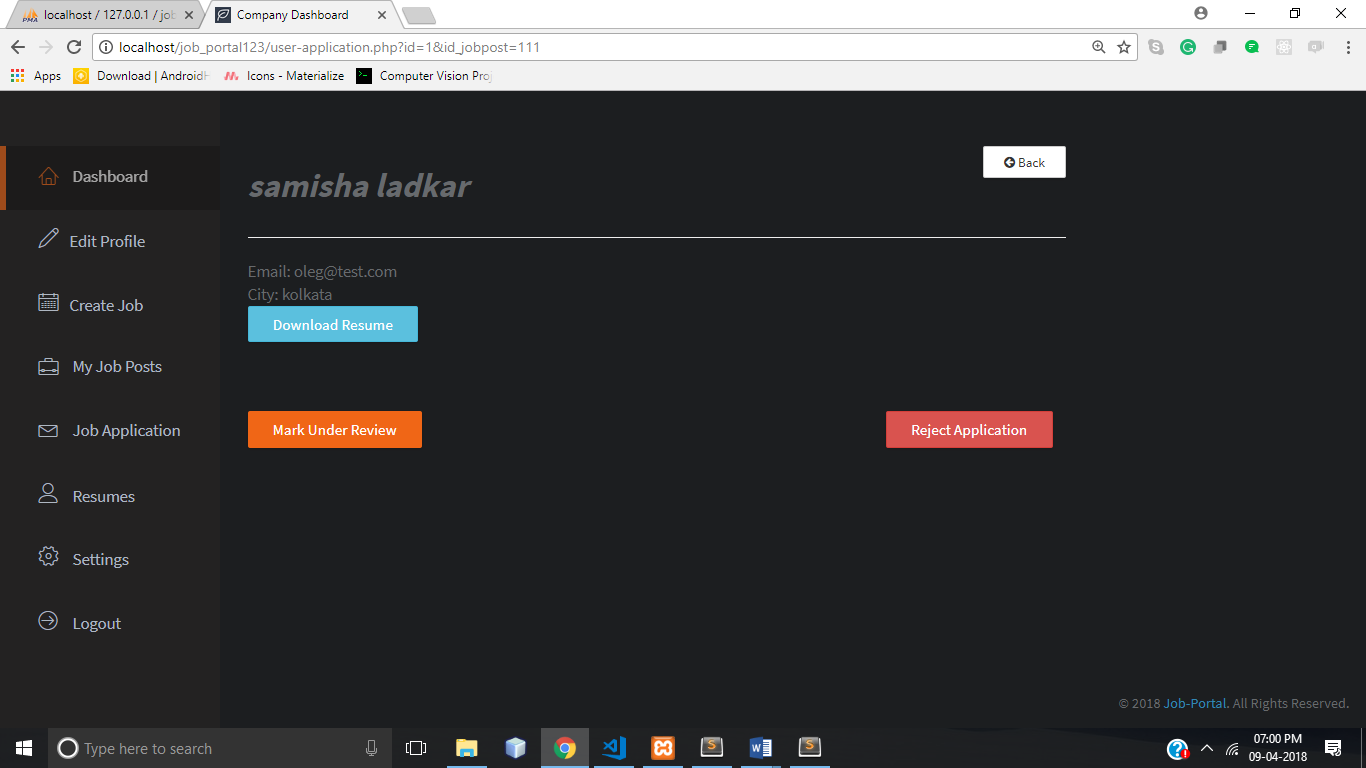 localhost / 127.0.0.1 / job
Company Dashboard
localhost/job_portal123/user-application.php?id=1&id_jobpost=111
Apps
Download | AndroidH
Icons - Materialize
Computer Vision Proj
Back
samisha ladkar
Dashboard
Edit Profile
Create Job
My Job Posts
Job Application
Resumes
Settings
Logout
Email: oleg@test.com
City: kolkata
Download Resume
Mark Under Review
Reject Application
© 2018 Job-Portal. All Rights Reserved.
Type here to search
07:00 PM
09-04-2018